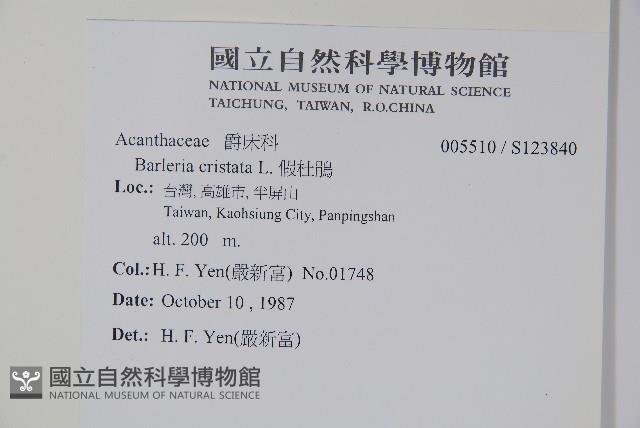 國立自然科學博物館
NATIONAL MUSEUM OF NATURAL SCIENCE
TAICHUNG, TAIWAN, R.O.CHINA
Acanthaceae 爵床科 005510 / S123840
Barleria cristata L. 假杜鵑
Loc.: 台灣, 高雄市, 半屏山
Taiwan, Kaohsiung City, Panpingshan
alt. 200 m.
Col.: H. F. Yen(嚴新富) No.01748
Date: October 10 , 1987
Det.: H. F. Yen(嚴新富)
國立自然科學博物館
NATIONAL MUSEUM OF NATURAL SCIENCE